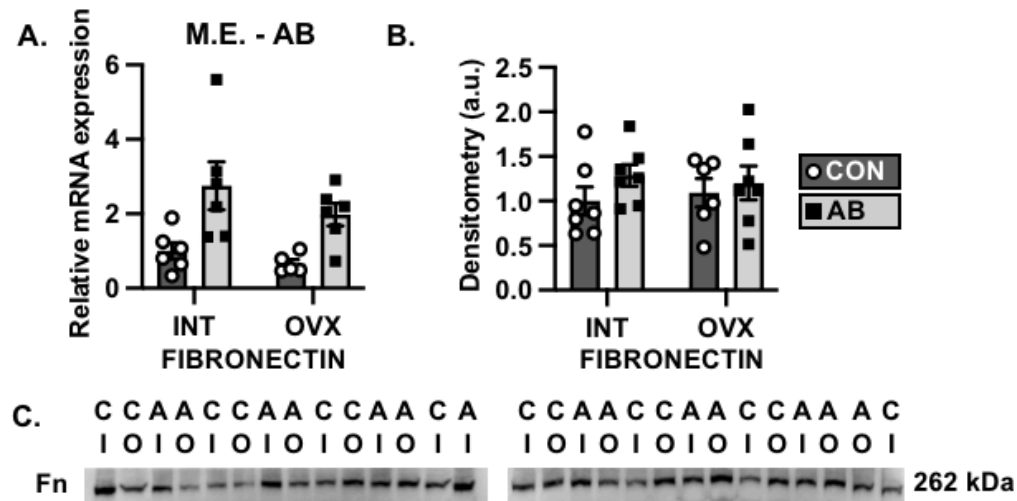 A.
M.E. - AB
Relative mRNA expression
6
4
2
0
INT OVX
FIBRONECTIN
B.
Densitometry (a.u.)
2.5
2.0
1.5
1.0
0.5
0.0
INT OVX
FIBRONECTIN
CON
AB
C.
C C A A C C A A C C A A C A
I O I O I O I O I O I O I I
C C A A C C A A C C A A A C
I O I O I O I O I O I O O I
Fn
262 kDa